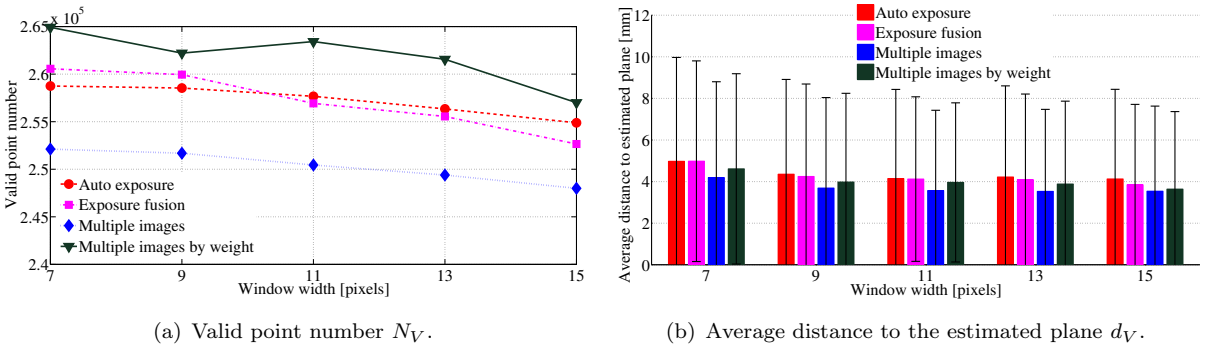 x 10^5
2.65
2.6
2.55
2.5
2.45
2.4
Valid point number
Auto exposure
Exposure fusion
Multiple images
Multiple images by weight
7 9 11 13 15
Window width [pixels]
(a) Valid point number N_V.
12
10
8
6
4
2
0
Average distance to estimated plane [mm]
Auto exposure
Exposure fusion
Multiple images
Multiple images by weight
7 9 11 13 15
Window width [pixels]
(b) Average distance to the estimated plane d_V.